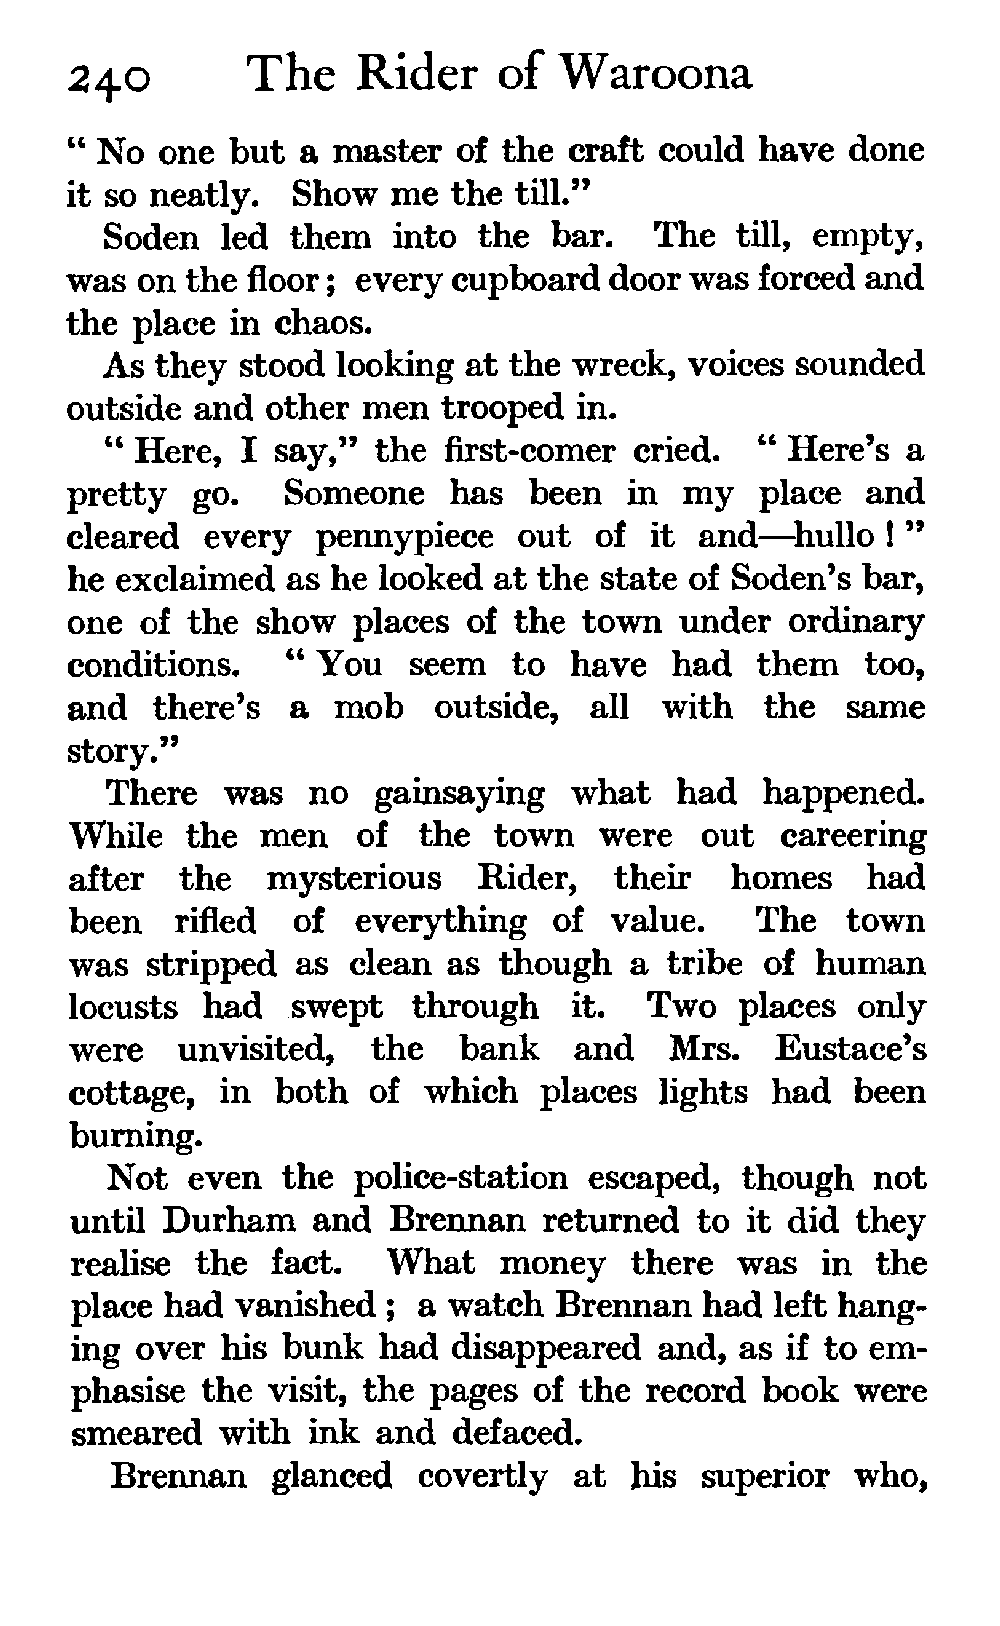 240 The Rider of Waroona
“ No one but a master of the craft could have done
it so neatly. Show me the till.”
Soden led them into the bar. The till, empty,
was on the floor ; every cupboard door was forced and
the place in chaos.
As they stood looking at the wreck, voices sounded
outside and other men trooped in.
“ Here, I say,” the first-comer cried. “ Here’s a
pretty go. Someone has been in my place and
cleared every pennypiece out of it and—hullo ! ”
he exclaimed as he looked at the state of Soden’s bar,
one of the show places of the town under ordinary
conditions. “ You seem to have had them too,
and there’s a mob outside, all with the same
story.”
There was no gainsaying what had happened.
While the men of the town were out careering
after the mysterious Rider, their homes had
been rifled of everything of value. The town
was stripped as clean as though a tribe of human
locusts had swept through it. Two places only
were unvisited, the bank and Mrs. Eustace’s
cottage, in both of which places lights had been
burning.
Not even the police-station escaped, though not
until Durham and Brennan returned to it did they
realise the fact. What money there was in the
place had vanished ; a watch Brennan had left hang-
ing over his bunk had disappeared and, as if to em-
phasise the visit, the pages of the record book were
smeared with ink and defaced.
Brennan glanced covertly at his superior who,